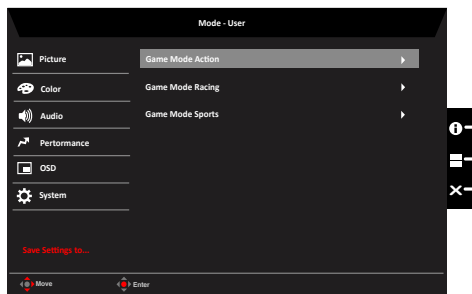 Mode - User
Picture
Game Mode Action
Color
Game Mode Racing
Audio
Game Mode Sports
Pertormance
OSD
System
Save Settings to...
Move
Enter